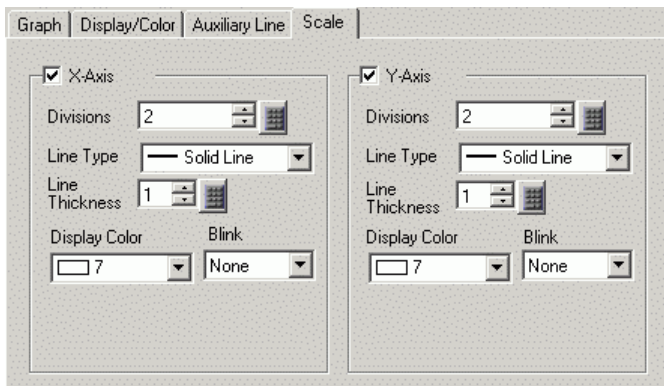 Graph Display/Color Auxiliary Line Scale
X-Axis
Divisions 2
Line Type Solid Line
Line Thickness 1
Display Color Blink
7 None
Y-Axis
Divisions 2
Line Type Solid Line
Line Thickness 1
Display Color Blink
7 None